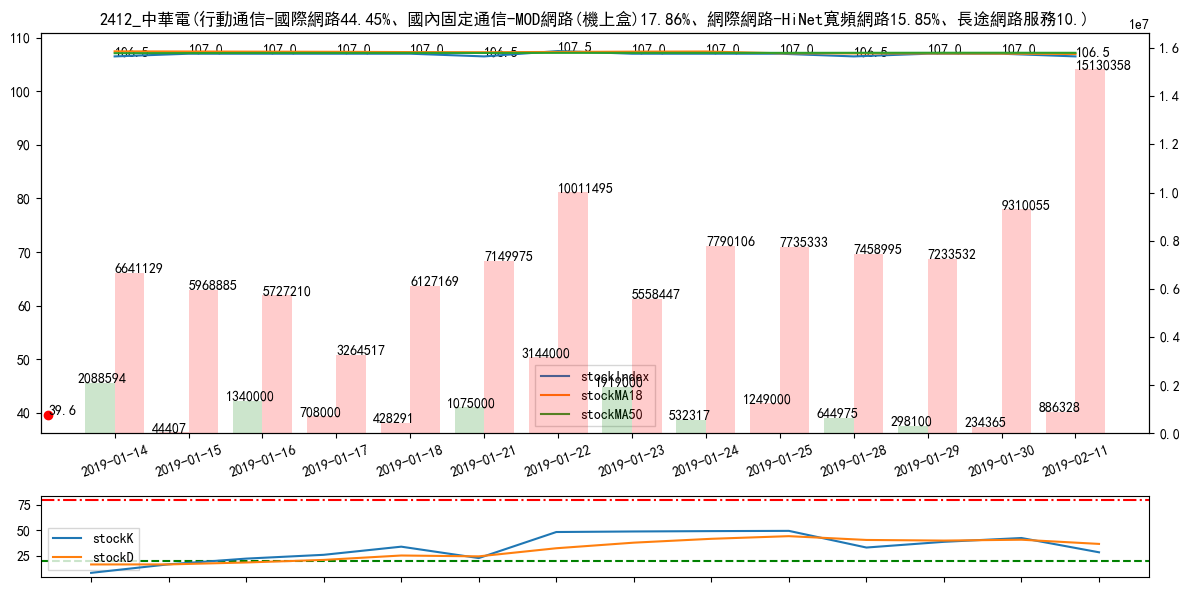 2412_中華電(行動通信-國際網路44.45%、國內固定通信-MOD網路(機上盒)17.86%、網際網路-HiNet寬頻網路15.85%、長途網路服務10.)
1e7
110
100
90
80
70
60
50
40
1.6
1.4
1.2
1.0
0.8
0.6
0.4
0.2
0.0
106.5 107.0 107.0 107.0 107.0 106.5 107.5 107.0 107.0 107.0 106.5 107.0 107.0 106.5
6641129 5968885 5727210 3264517 6127169 7149975 10011495 5558447 7790106 7735333 7458995 7233532 9310055 15130358
2088594 44407 1340000 708000 428291 1075000 3144000 1919000 532317 1249000 644975 298100 234365 886328
39.6
stockIndex
stockMA18
stockMA50
2019-01-14 2019-01-15 2019-01-16 2019-01-17 2019-01-18 2019-01-21 2019-01-22 2019-01-23 2019-01-24 2019-01-25 2019-01-28 2019-01-29 2019-01-30 2019-02-11
75
50
25
stockK
stockD